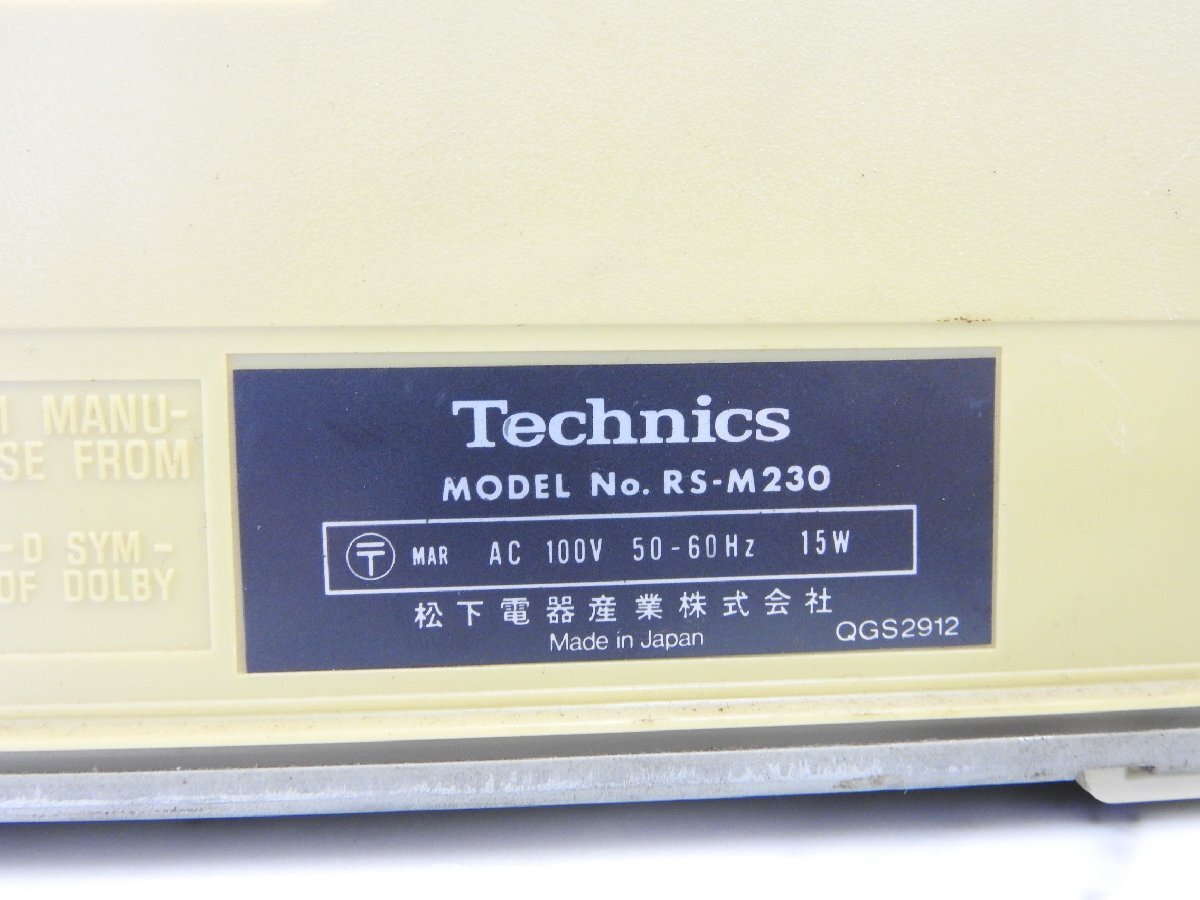 MANU-
SE FROM
-D SYM-
OF DOLBY
Technics
MODEL No. RS-M230
〒 MAR AC 100V 50-60Hz 15W
松下電器産業株式会社
Made in Japan
QGS2912